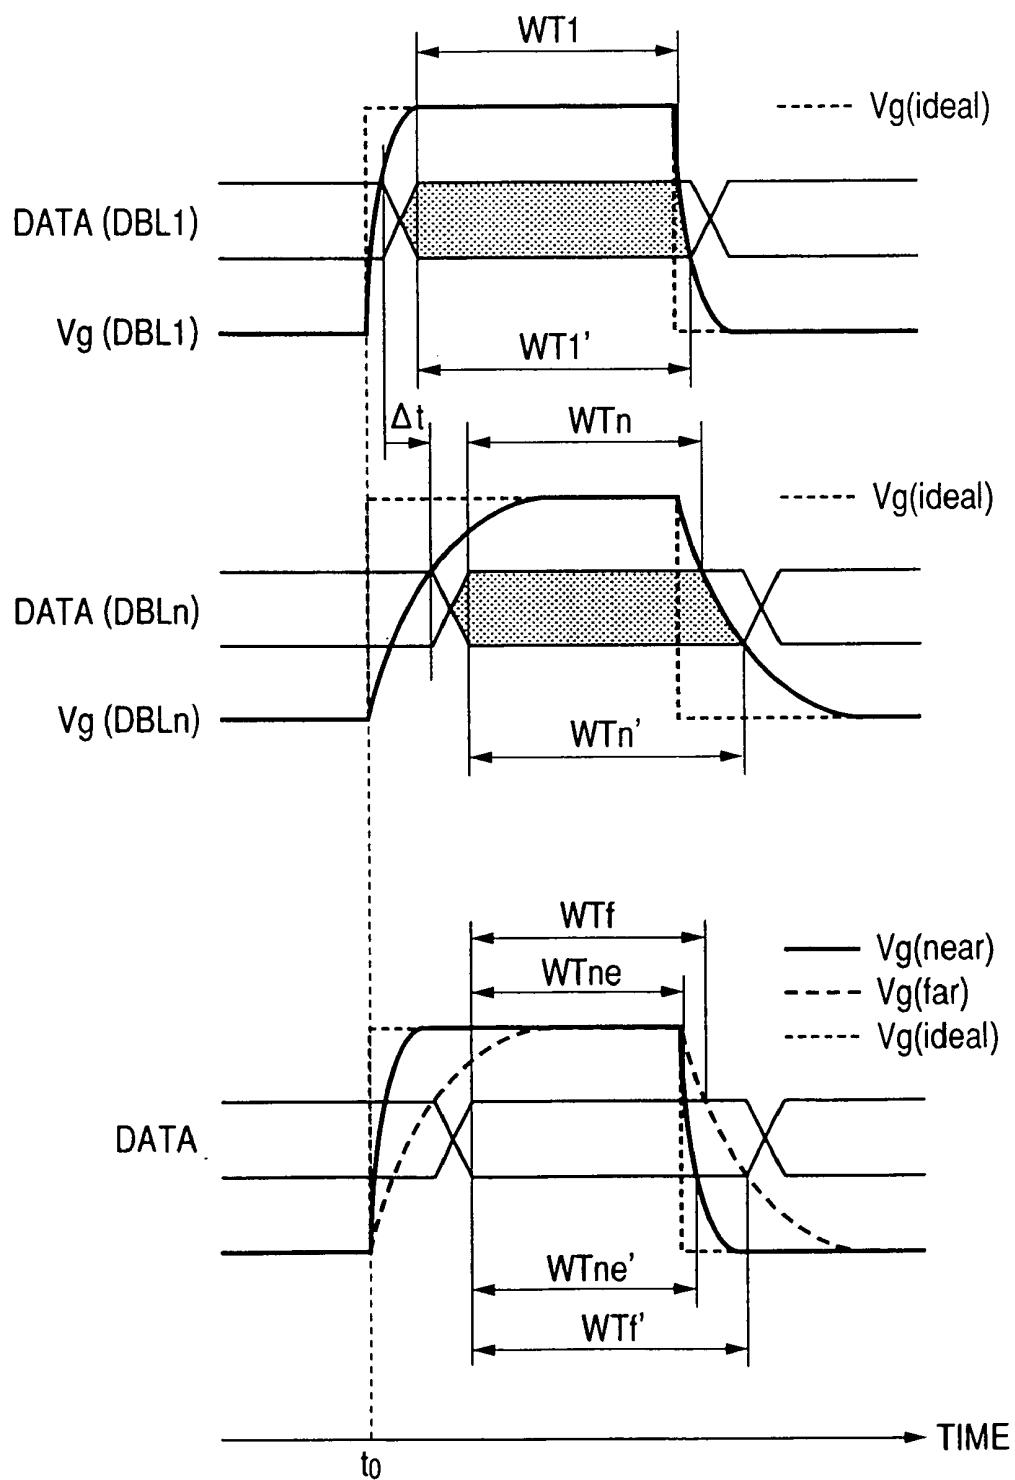 WT1
Vg(ideal)
DATA (DBL1)
Vg (DBL1)
WT1’
Δt
WTn
Vg(ideal)
DATA (DBLn)
Vg (DBLn)
WTn’
WTf
Vg(near)
WTne
Vg(far)
Vg(ideal)
DATA
WTne’
WTf’
TIME
t0